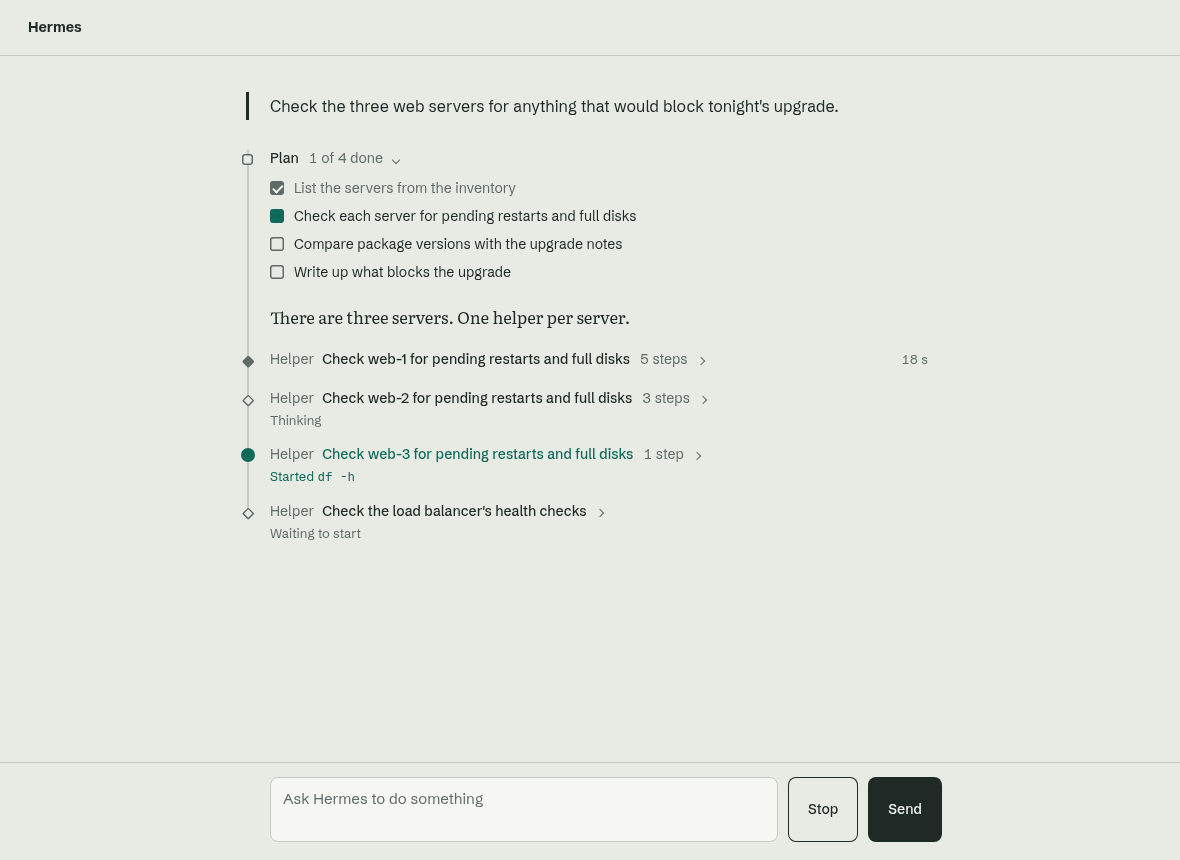 Hermes
Check the three web servers for anything that would block tonight's upgrade.
Plan 1 of 4 done
List the servers from the inventory
Check each server for pending restarts and full disks
Compare package versions with the upgrade notes
Write up what blocks the upgrade
There are three servers. One helper per server.
Helper Check web-1 for pending restarts and full disks 5 steps 18 s
Helper Check web-2 for pending restarts and full disks 3 steps
Thinking
Helper Check web-3 for pending restarts and full disks 1 step
Started df -h
Helper Check the load balancer's health checks
Waiting to start
Ask Hermes to do something
Stop
Send